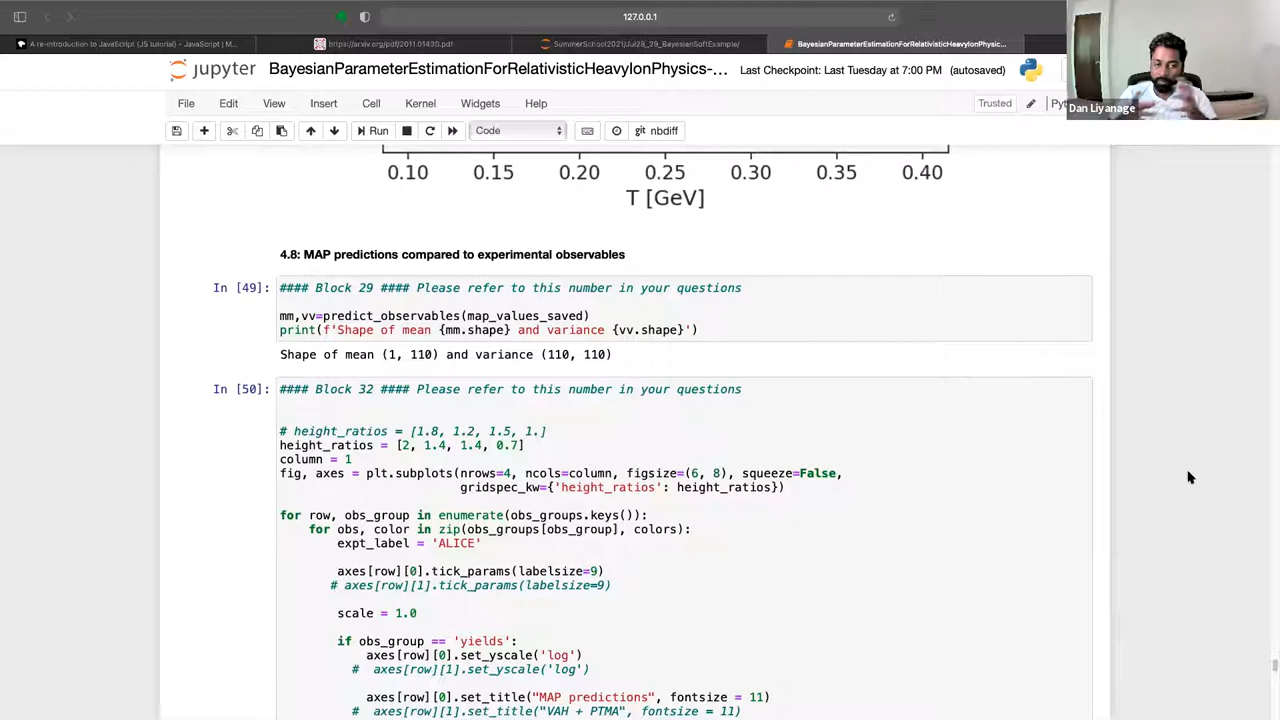 127.0.0.1
A re-introduction to JavaScript (JS tutorial) - JavaScript | M...
https://arxiv.org/pdf/2011.01430.pdf
SummerSchool2021/Jul28_29_BayesianSoftExample/
BayesianParameterEstimationForRelativisticHeavyIonPhysic...
jupyter BayesianParameterEstimationForRelativisticHeavyIonPhysics-... Last Checkpoint: Last Tuesday at 7:00 PM (autosaved)
Dan Liyanage
File Edit View Insert Cell Kernel Widgets Help Trusted
Run Code git nbdiff
0.10 0.15 0.20 0.25 0.30 0.35 0.40
T [GeV]
4.8: MAP predictions compared to experimental observables
In [49]: #### Block 29 #### Please refer to this number in your questions
mm,vv=predict_observables(map_values_saved)
print(f'Shape of mean {mm.shape} and variance {vv.shape}')
Shape of mean (1, 110) and variance (110, 110)
In [50]: #### Block 32 #### Please refer to this number in your questions
# height_ratios = [1.8, 1.2, 1.5, 1.]
height_ratios = [2, 1.4, 1.4, 0.7]
column = 1
fig, axes = plt.subplots(nrows=4, ncols=column, figsize=(6, 8), squeeze=False,
gridspec_kw={'height_ratios': height_ratios})
for row, obs_group in enumerate(obs_groups.keys()):
for obs, color in zip(obs_groups[obs_group], colors):
expt_label = 'ALICE'
axes[row][0].tick_params(labelsize=9)
# axes[row][1].tick_params(labelsize=9)
scale = 1.0
if obs_group == 'yields':
axes[row][0].set_yscale('log')
# axes[row][1].set_yscale('log')
axes[row][0].set_title("MAP predictions", fontsize = 11)
# axes[row][1].set_title("VAH + PTMA", fontsize = 11)